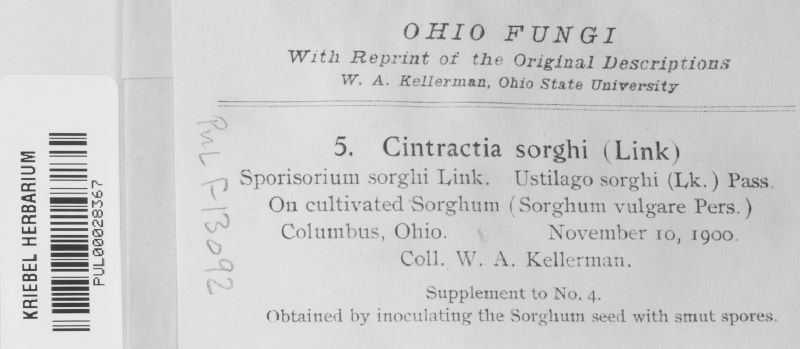 OHIO FUNGI
With Reprint of the Original Descriptions
W. A. Kellerman, Ohio State University
5. Cintractia sorghi (Link)
Sporisorium sorghi Link. Ustilago sorghi (Lk.) Pass.
On cultivated Sorghum (Sorghum vulgare Pers.)
Columbus, Ohio. November 10, 1900.
Coll. W. A. Kellerman.
Supplement to No. 4.
Obtained by inoculating the Sorghum seed with smut spores.
PUL F-13092
KRIEBEL HERBARIUM
PUL00028367